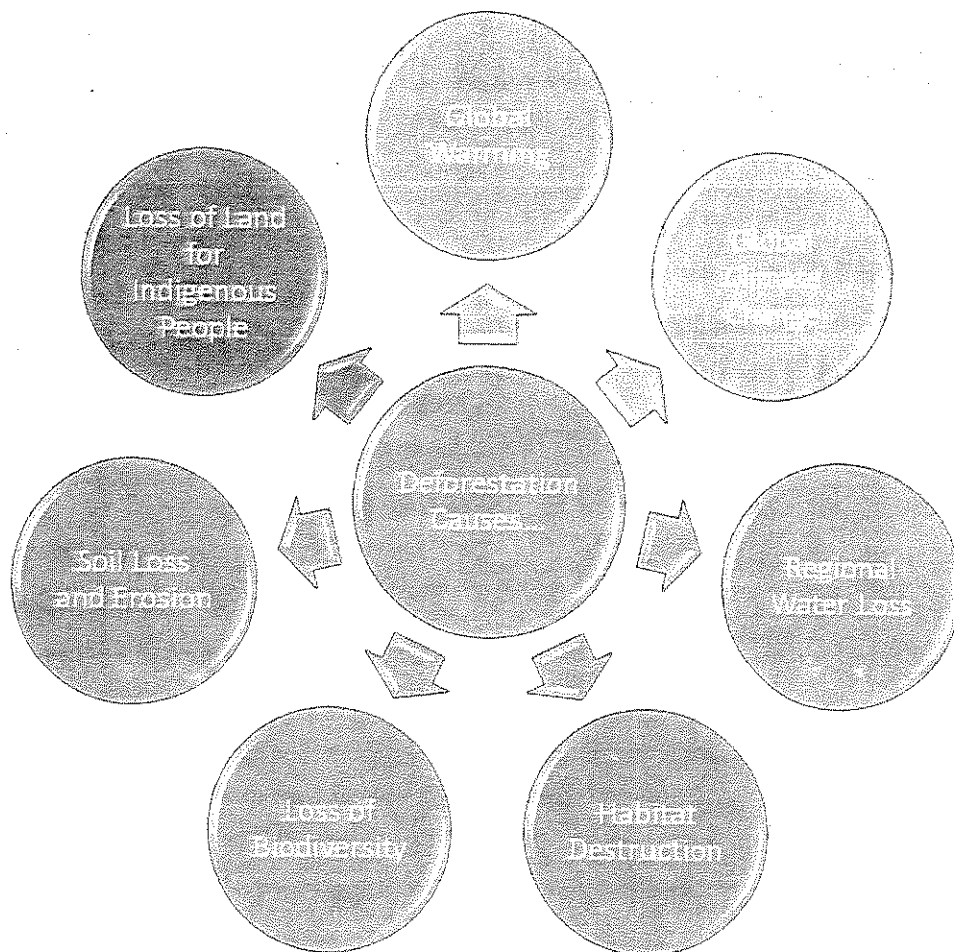 Global
Warming
Global
Climate
Change
Regional
Water Loss
Habitat
Destruction
Loss of
Biodiversity
Soil Loss
and Erosion
Loss of Land
for
Indigenous
People
Deforestation
Causes...